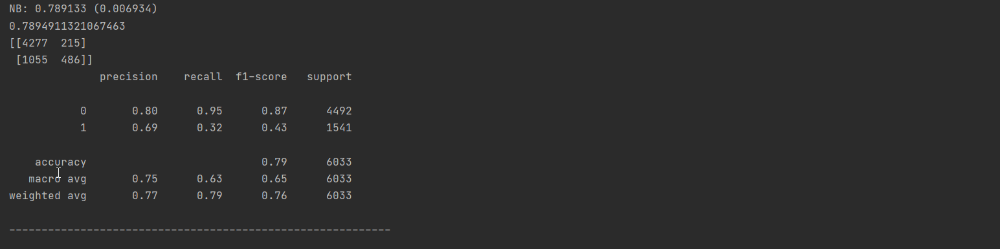 NB: 0.789133 (0.006934)
0.7894911321067463
[[4277  215]
 [1055  486]]
              precision    recall  f1-score   support

           0       0.80      0.95      0.87      4492
           1       0.69      0.32      0.43      1541

    accuracy                           0.79      6033
   macro avg       0.75      0.63      0.65      6033
weighted avg       0.77      0.79      0.76      6033

-----------------------------------------------------------